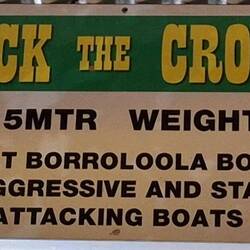 CK THE CRO
5MTR WEIGHT
T BORROLOOLA BO
GGRESSIVE AND STA
ATTACKING BOATS